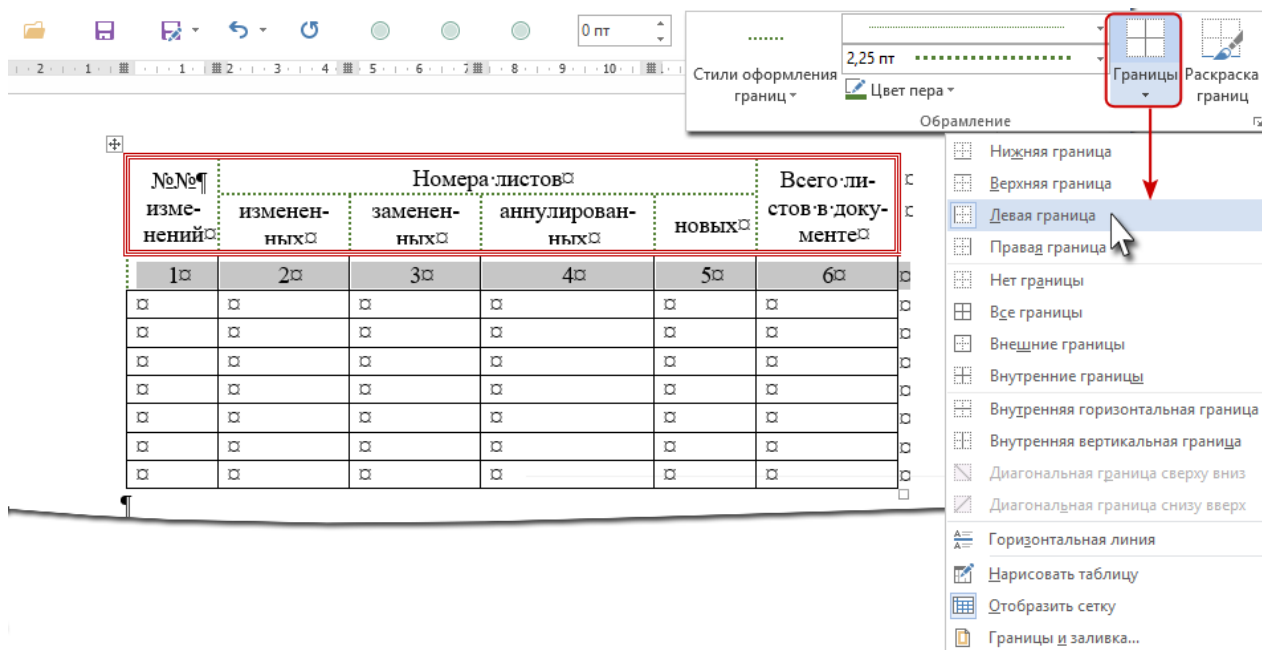 0 пт
Стили оформления
границ
2,25 пт
Цвет пера
Границы
Раскраска
границ
Обрамление
2 1 1 2 3 4 5 6 7 8 9 10
№№¶
изме-
нений¤
Номера·листов¤
изменен-
ных¤
заменен-
ных¤
аннулирован-
ных¤
новых¤
Всего·ли-
стов·в·доку-
менте¤
¤
¤
1¤ 2¤ 3¤ 4¤ 5¤ 6¤ ¤
¤ ¤ ¤ ¤ ¤ ¤ ¤
¤ ¤ ¤ ¤ ¤ ¤ ¤
¤ ¤ ¤ ¤ ¤ ¤ ¤
¤ ¤ ¤ ¤ ¤ ¤ ¤
¤ ¤ ¤ ¤ ¤ ¤ ¤
¤ ¤ ¤ ¤ ¤ ¤ ¤
¤ ¤ ¤ ¤ ¤ ¤ ¤
¶
Нижняя граница
Верхняя граница
Левая граница
Правая граница
Нет границы
Все границы
Внешние границы
Внутренние границы
Внутренняя горизонтальная граница
Внутренняя вертикальная граница
Диагональная граница сверху вниз
Диагональная граница снизу вверх
Горизонтальная линия
Нарисовать таблицу
Отобразить сетку
Границы и заливка...